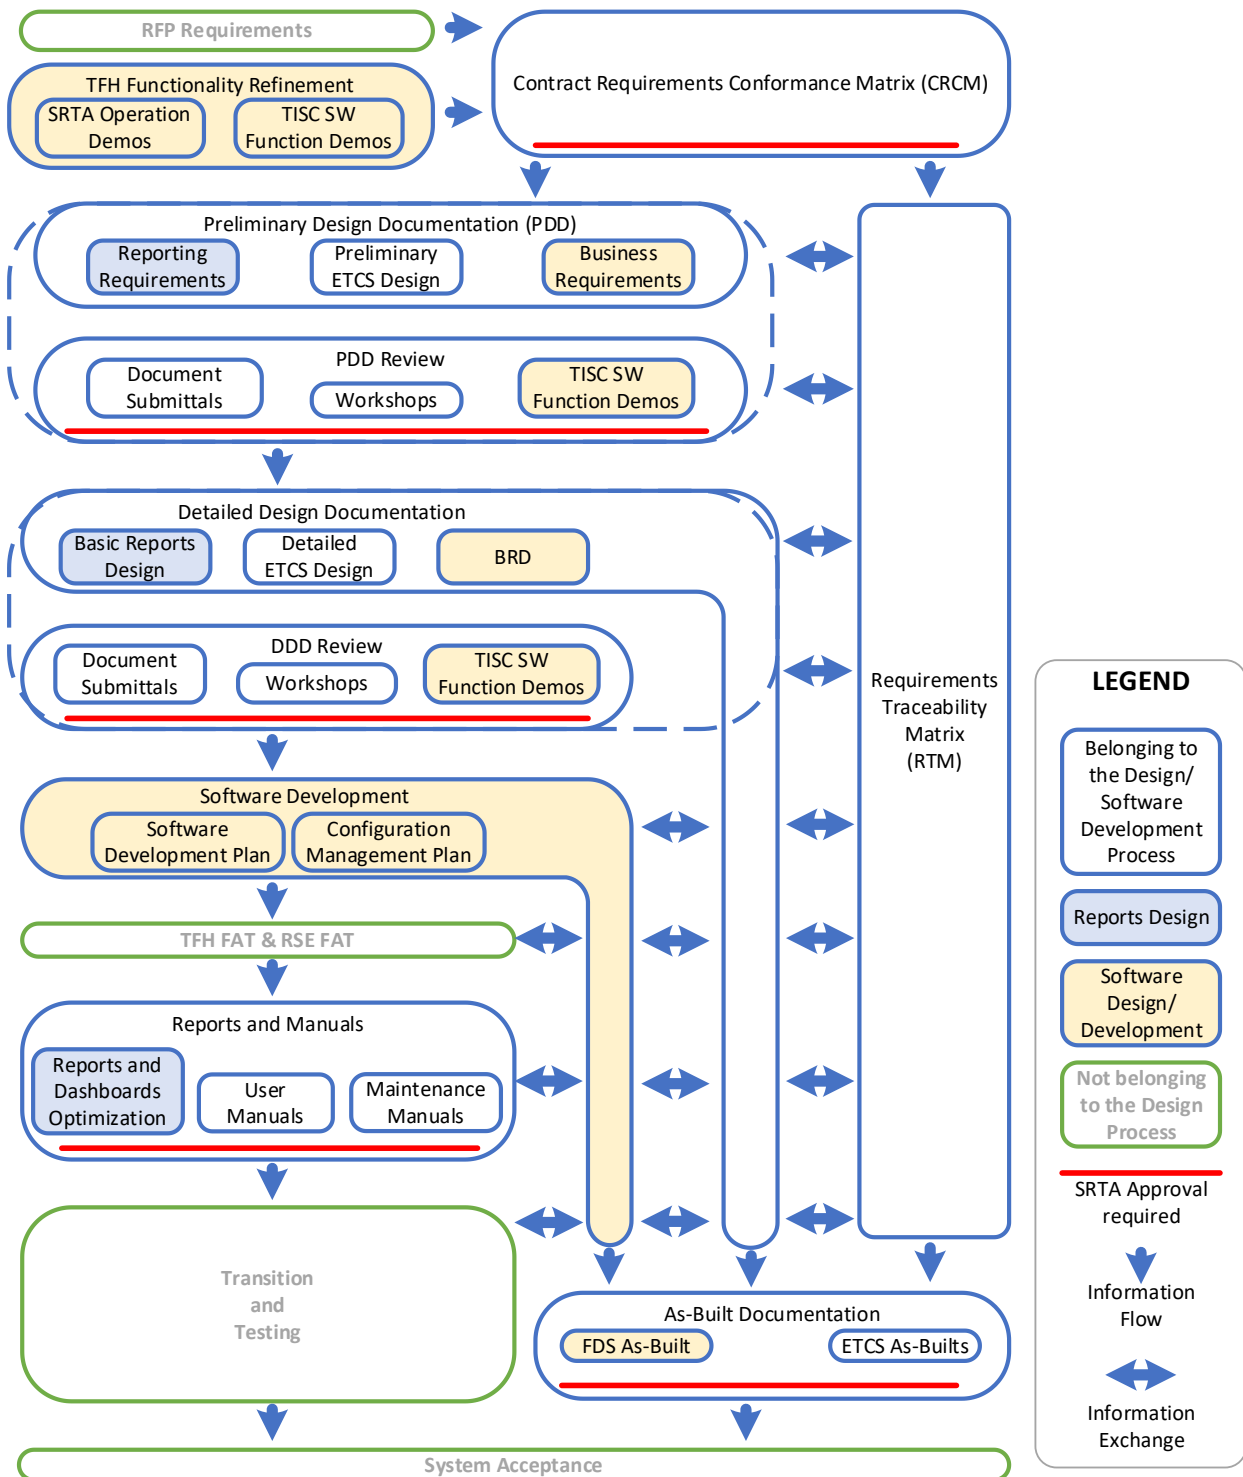 RFP Requirements
Contract Requirements Conformance Matrix (CRCM)
TFH Functionality Refinement
SRTA Operation
Demos
TISC SW
Function Demos
Preliminary Design Documentation (PDD)
Reporting
Requirements
Preliminary
ETCS Design
Business
Requirements
PDD Review
Document
Submittals
Workshops
TISC SW
Function Demos
Detailed Design Documentation
Basic Reports
Design
Detailed
ETCS Design
BRD
DDD Review
Document
Submittals
Workshops
TISC SW
Function Demos
Requirements
Traceability
Matrix
(RTM)
Software Development
Software
Development Plan
Configuration
Management Plan
TFH FAT & RSE FAT
Reports and Manuals
Reports and
Dashboards
Optimization
User
Manuals
Maintenance
Manuals
Transition
and
Testing
As-Built Documentation
FDS As-Built
ETCS As-Builts
System Acceptance
LEGEND
Belonging to
the Design/
Software
Development
Process
Reports Design
Software
Design/
Development
Not belonging
to the Design
Process
SRTA Approval
required
Information
Flow
Information
Exchange